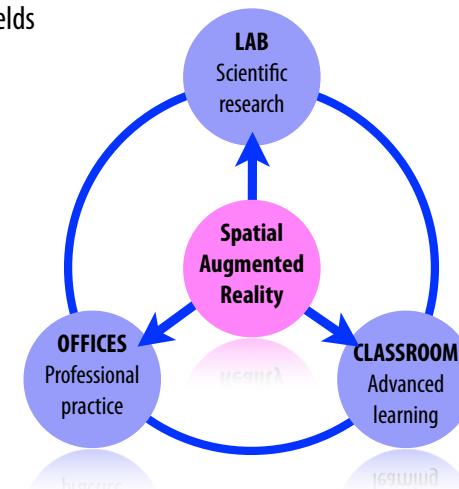 elds
LAB
Scientific
research
Spatial
Augmented
Reality
OFFICES
Professional
practice
CLASSROOM
Advanced
learning